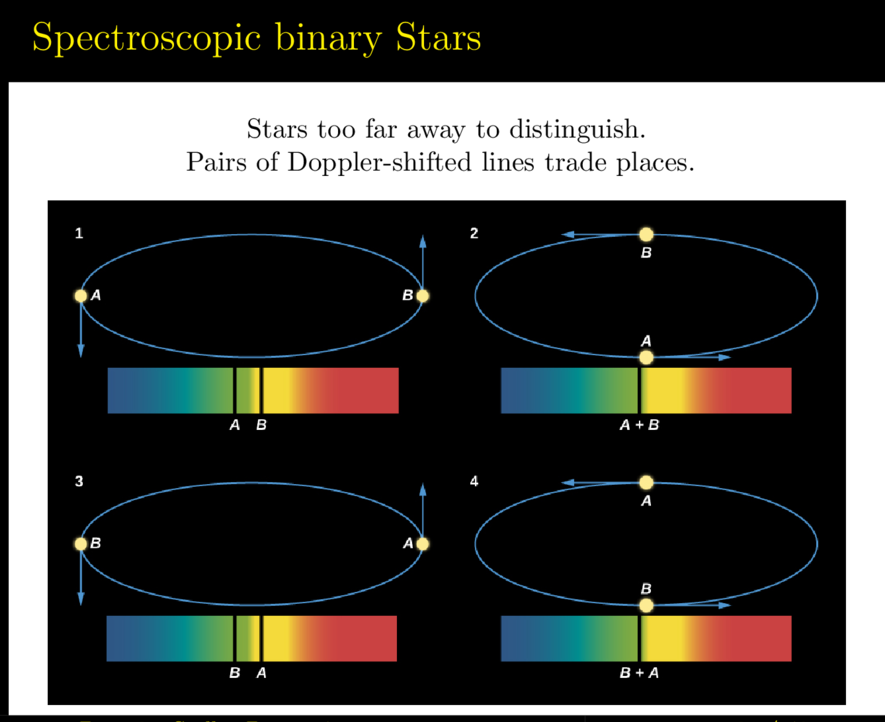 Spectroscopic binary Stars
Stars too far away to distinguish.
Pairs of Doppler-shifted lines trade places.
1
A
B
A B
2
B
A
A + B
3
B
A
B A
4
A
B
B + A